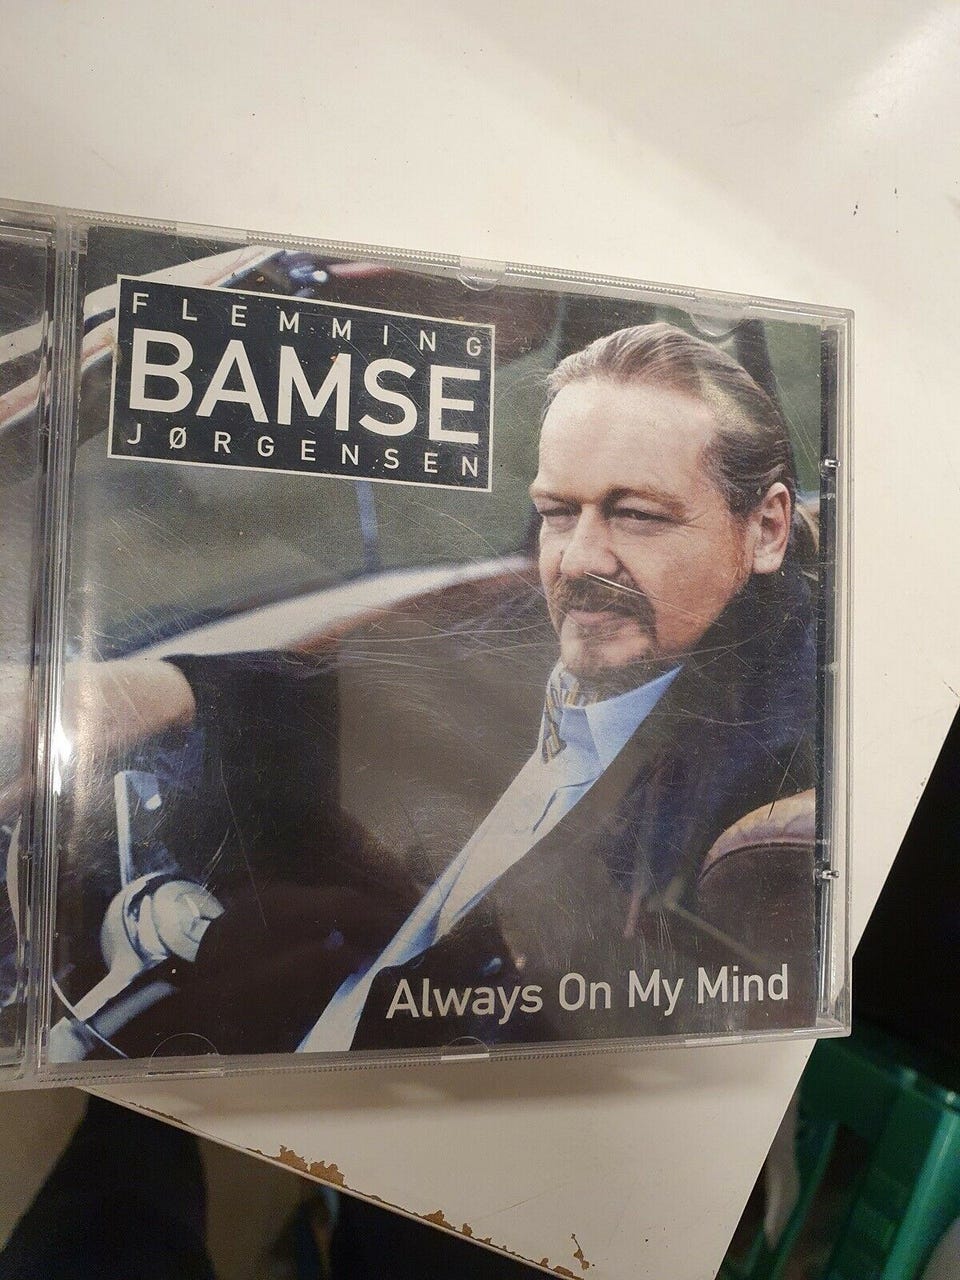 FLEMMING
BAMSE
JØRGENSEN
Always On My Mind